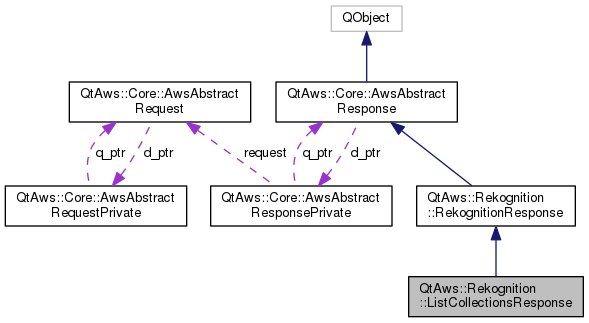 QObject
QtAws::Core::AwsAbstract
Request
QtAws::Core::AwsAbstract
Response
q_ptr
d_ptr
request
q_ptr
d_ptr
QtAws::Core::AwsAbstract
RequestPrivate
QtAws::Core::AwsAbstract
ResponsePrivate
QtAws::Rekognition
::RekognitionResponse
QtAws::Rekognition
::ListCollectionsResponse